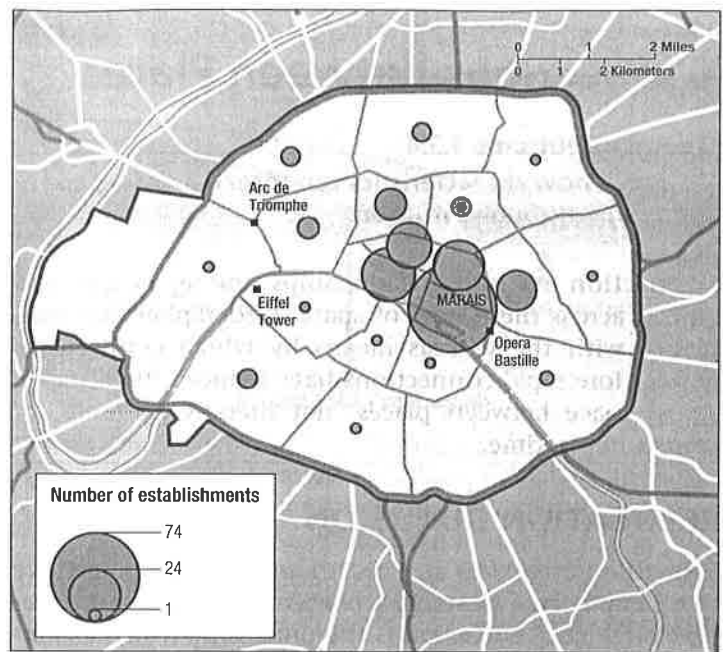 0 1 2 Miles
0 1 2 Kilometers
Arc de
Triomphe
Eiffel
Tower
MARAIS
Opera
Bastille
Number of establishments
74
24
1